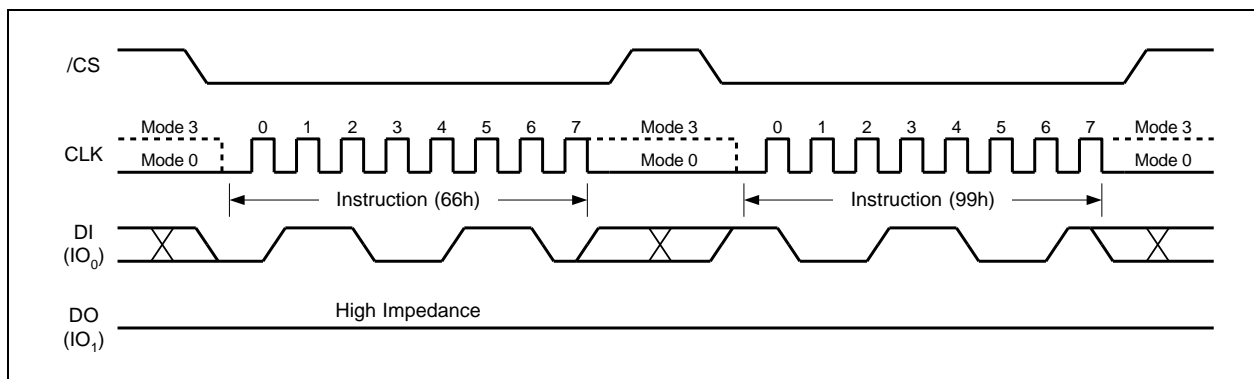 /CS
Mode 3 0 1 2 3 4 5 6 7 Mode 3 0 1 2 3 4 5 6 7 Mode 3
CLK
Mode 0 Mode 0 Mode 0
Instruction (66h) Instruction (99h)
DI
(IO₀)
High Impedance
DO
(IO₁)